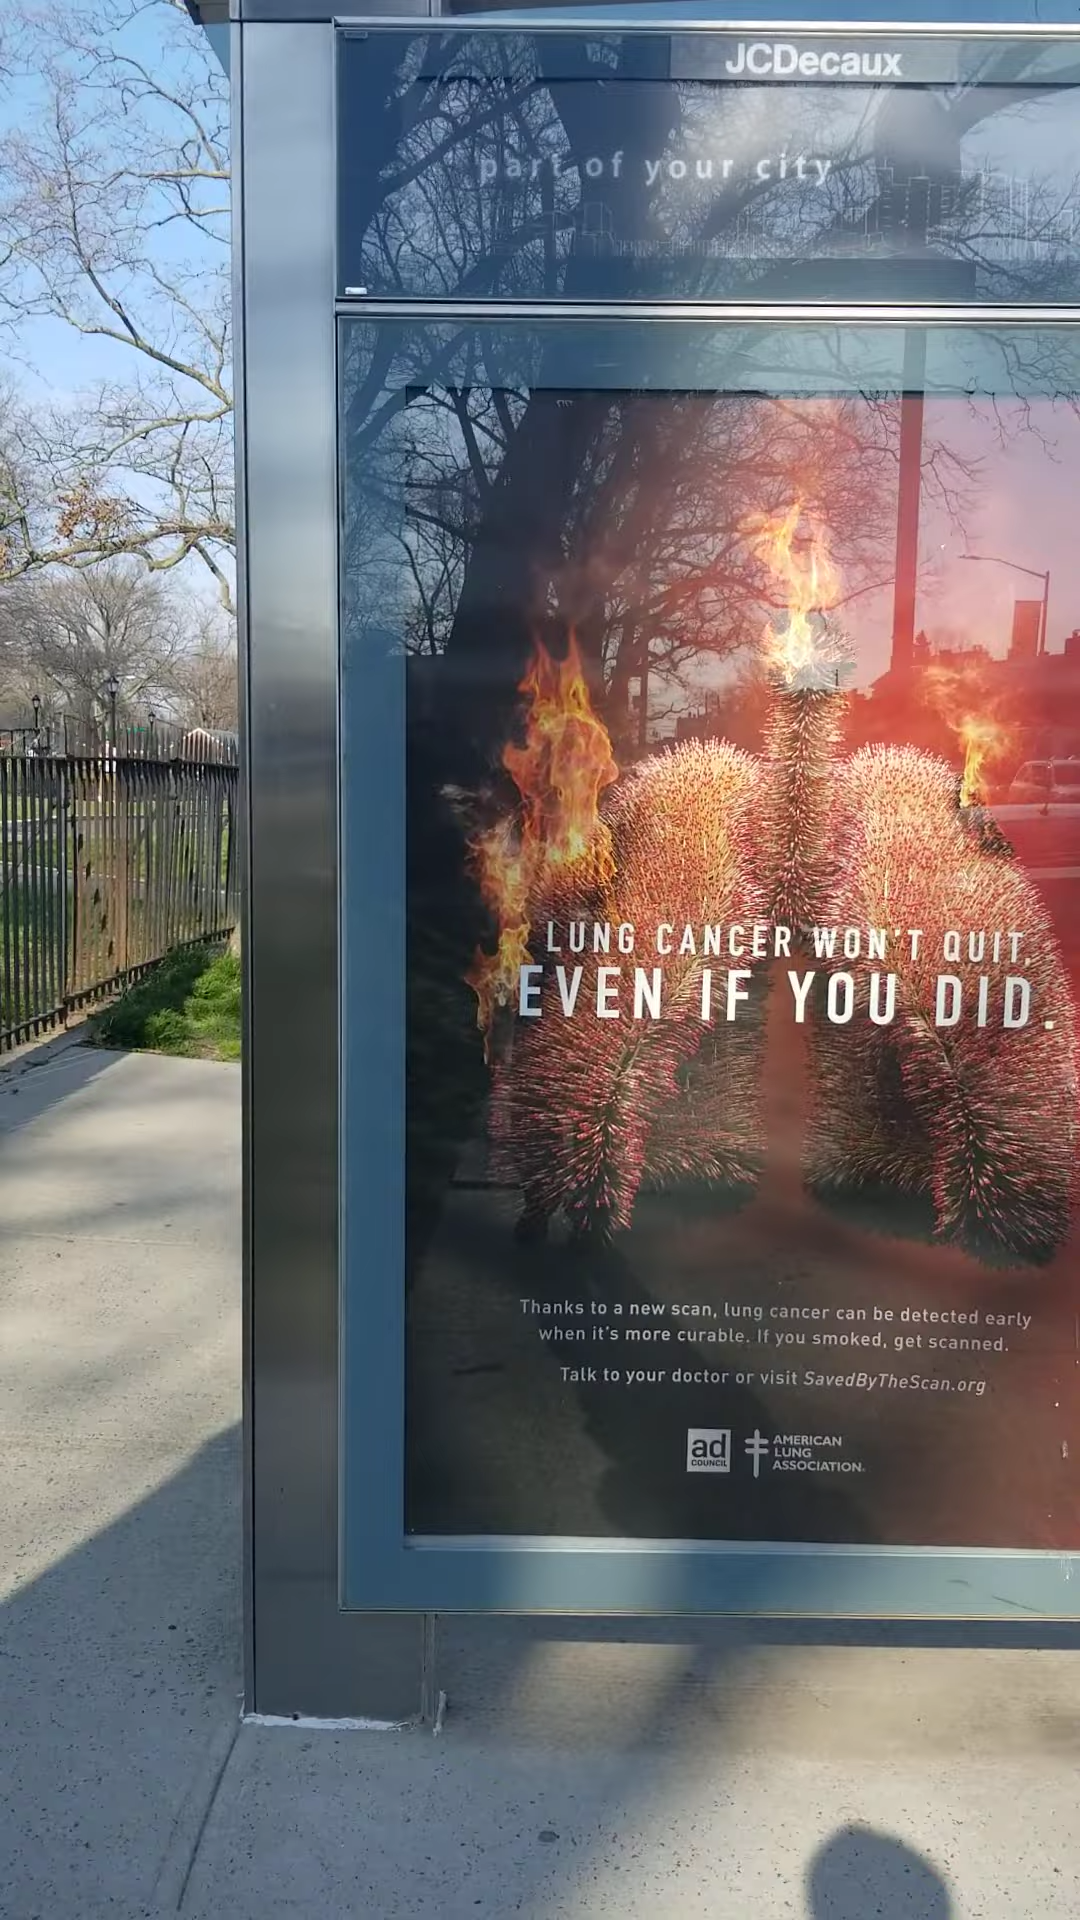 JCDecaux
part of your city
LUNG CANCER WON'T QUIT,
EVEN IF YOU DID.
Thanks to a new scan, lung cancer can be detected early
when it's more curable. If you smoked, get scanned.
Talk to your doctor or visit SavedByTheScan.org
ad
COUNCIL
AMERICAN
LUNG
ASSOCIATION.